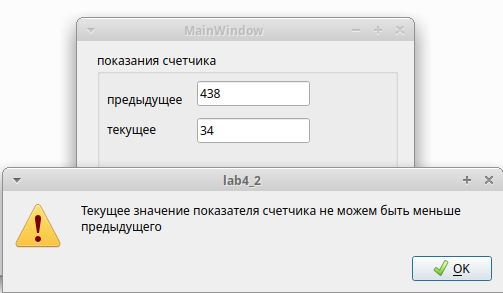 MainWindow
показания счетчика
предыдущее 438
текущее 34
lab4_2
Текущее значение показателя счетчика не можем быть меньше
предыдущего
OK